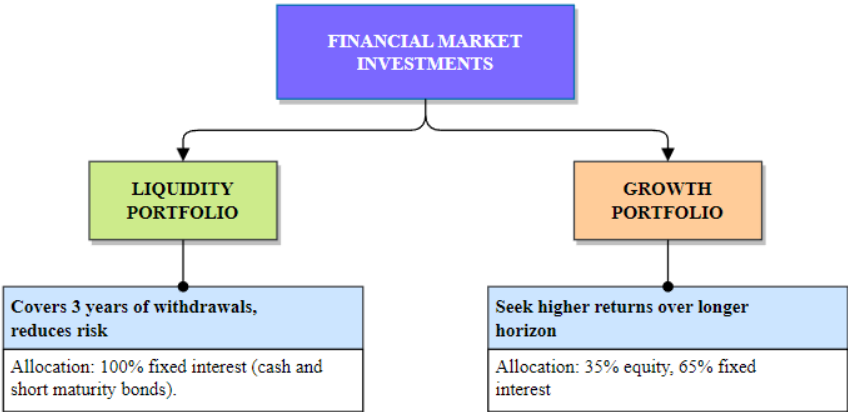 FINANCIAL MARKET
INVESTMENTS
LIQUIDITY
PORTFOLIO
GROWTH
PORTFOLIO
Covers 3 years of withdrawals,
reduces risk
Allocation: 100% fixed interest (cash and
short maturity bonds).
Seek higher returns over longer
horizon
Allocation: 35% equity, 65% fixed
interest